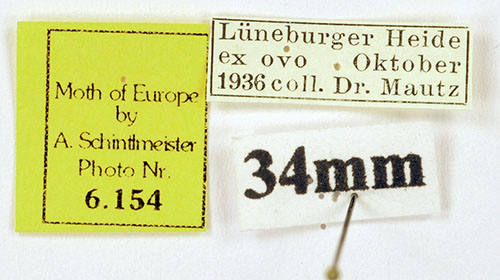 Moth of Europe
by
A. Schintlmeister
Photo Nr.
6.154
Lüneburger Heide
ex ovo Oktober
1936 coll. Dr. Mautz
34mm